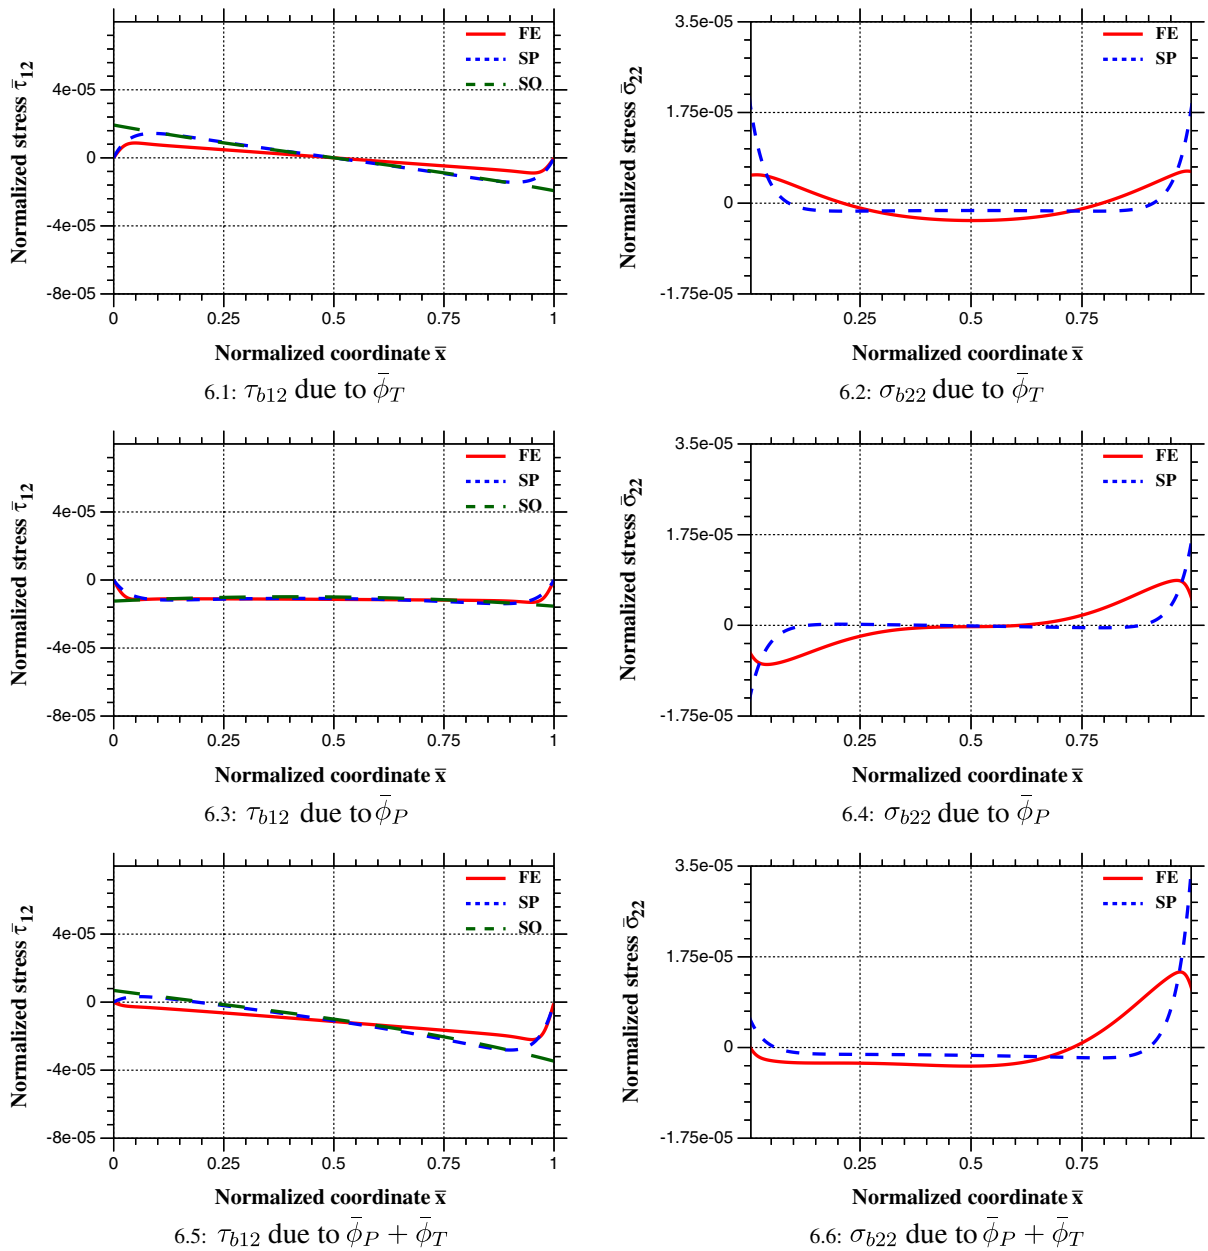 FE
SP
SO
4e-05
0
-4e-05
-8e-05
0 0.25 0.5 0.75 1
Normalized stress τ̄12
Normalized coordinate x̄
6.1: τb12 due to ϕ̄T
FE
SP
3.5e-05
1.75e-05
0
-1.75e-05
0.25 0.5 0.75
Normalized stress σ̄22
Normalized coordinate x̄
6.2: σb22 due to ϕ̄T
FE
SP
SO
4e-05
0
-4e-05
-8e-05
0 0.25 0.5 0.75 1
Normalized stress τ̄12
Normalized coordinate x̄
6.3: τb12 due to ϕ̄P
FE
SP
3.5e-05
1.75e-05
0
-1.75e-05
0.25 0.5 0.75
Normalized stress σ̄22
Normalized coordinate x̄
6.4: σb22 due to ϕ̄P
FE
SP
SO
4e-05
0
-4e-05
-8e-05
0 0.25 0.5 0.75 1
Normalized stress τ̄12
Normalized coordinate x̄
6.5: τb12 due to ϕ̄P + ϕ̄T
FE
SP
3.5e-05
1.75e-05
0
-1.75e-05
0.25 0.5 0.75
Normalized stress σ̄22
Normalized coordinate x̄
6.6: σb22 due to ϕ̄P + ϕ̄T